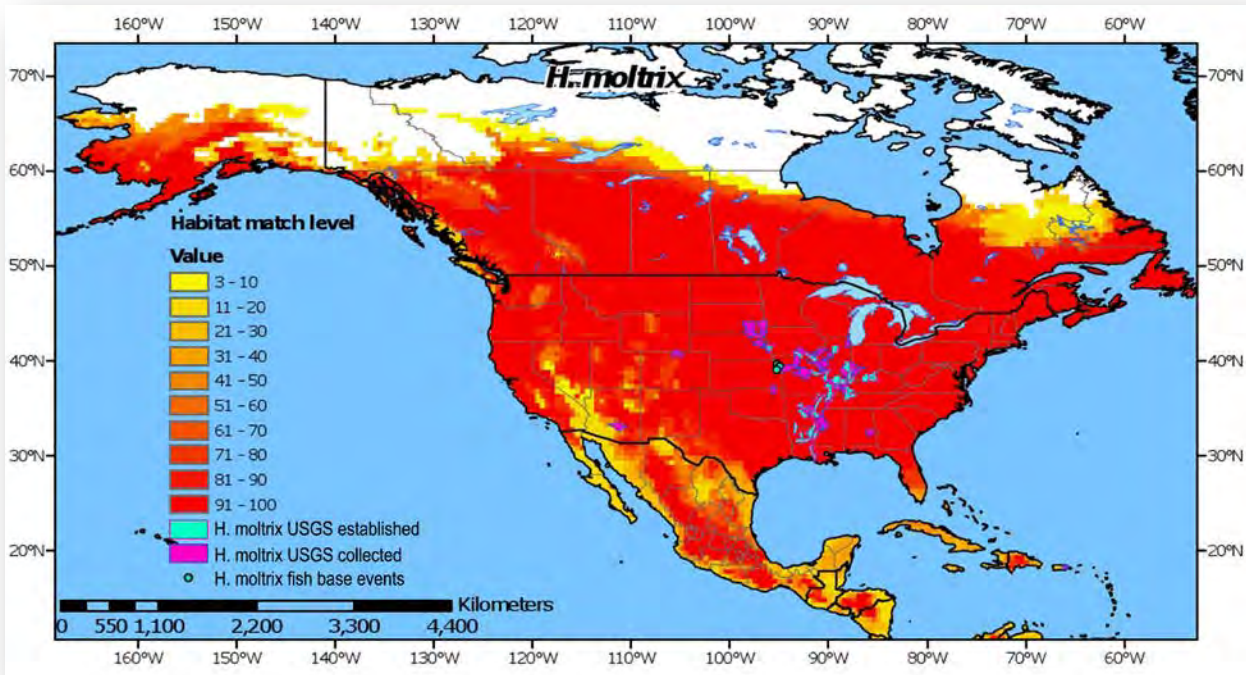 160°W 150°W 140°W 130°W 120°W 110°W 100°W 90°W 80°W 70°W 60°W
H. moltrix
70°N 70°N
60°N 60°N
50°N 50°N
40°N 40°N
30°N 30°N
20°N 20°N
Habitat match level
Value
3 - 10
11 - 20
21 - 30
31 - 40
41 - 50
51 - 60
61 - 70
71 - 80
81 - 90
91 - 100
H. moltrix USGS established
H. moltrix USGS collected
H. moltrix fish base events
Kilometers
0 550 1,100 2,200 3,300 4,400
160°W 150°W 140°W 130°W 120°W 110°W 100°W 90°W 80°W 70°W 60°W